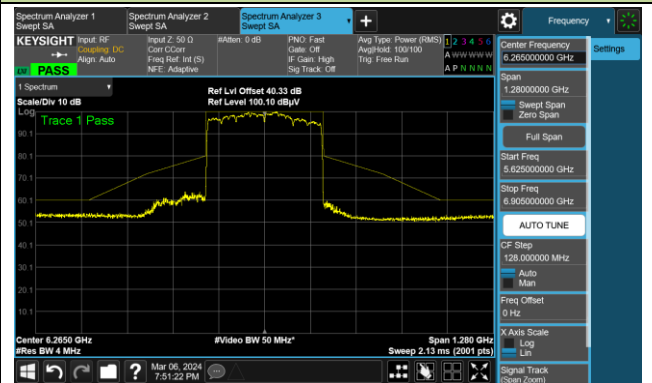 Spectrum Analyzer 1
Swept SA
Spectrum Analyzer 2
Swept SA
Spectrum Analyzer 3
Swept SA
Frequency
KEYSIGHT
PASS
Input: RF
Coupling: DC
Align: Auto
Input Z: 50 Ω
Corr CCorr
Freq Ref: Int (S)
NFE: Adaptive
#Atten: 0 dB
PNO: Fast
Gate: Off
IF Gain: High
Sig Track: Off
Avg Type: Power (RMS)
Avg|Hold: 100/100
Trig: Free Run
1 2 3 4 5 6
A W W W W W
A P N N N N
1 Spectrum
Scale/Div 10 dB
Ref Lvl Offset 40.33 dB
Ref Level 100.10 dBµV
Log
Trace 1 Pass
90.1
80.1
70.1
60.1
50.1
40.1
30.1
20.1
10.1
Center 6.2650 GHz
#Res BW 4 MHz
#Video BW 50 MHz*
Span 1.280 GHz
Sweep 2.13 ms (2001 pts)
Mar 06, 2024
7:51:22 PM
Center Frequency
6.265000000 GHz
Settings
Span
1.28000000 GHz
Swept Span
Zero Span
Full Span
Start Freq
5.625000000 GHz
Stop Freq
6.905000000 GHz
AUTO TUNE
CF Step
128.000000 MHz
Auto
Man
Freq Offset
0 Hz
X Axis Scale
Log
Lin
Signal Track
(Span Zoom)